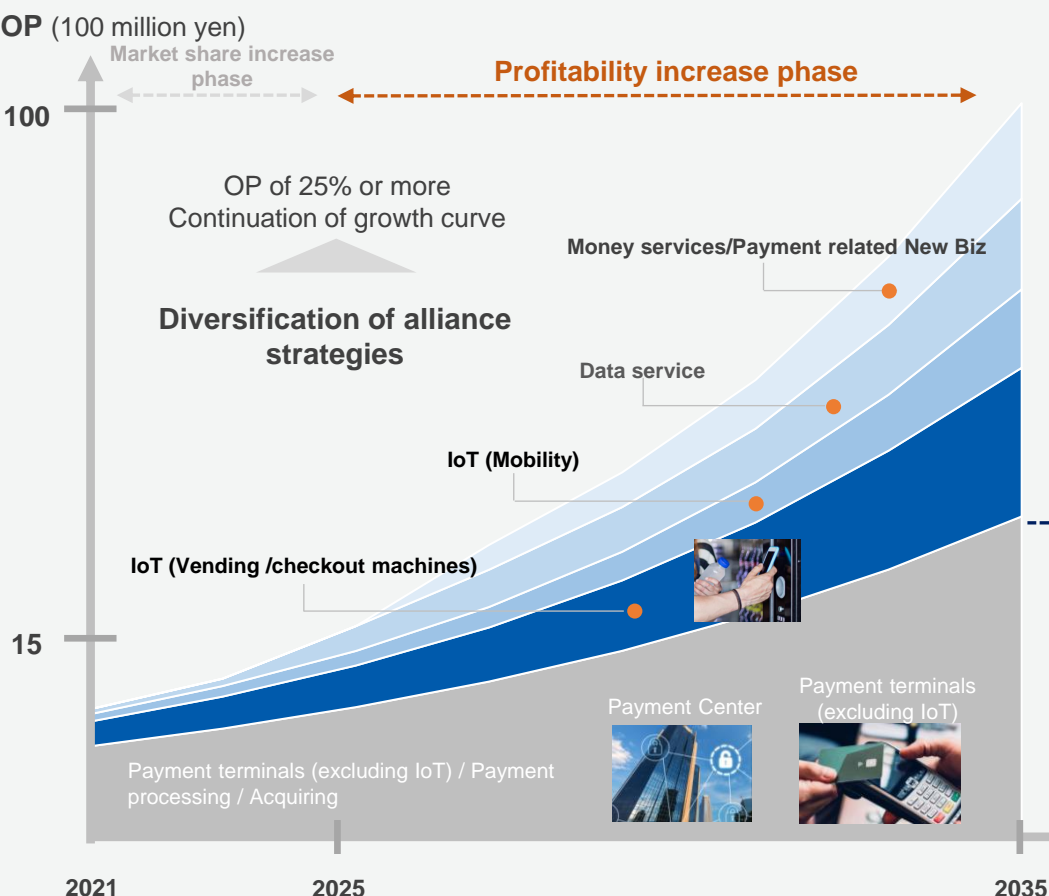 OP (100 million yen)
Market share increase
phase
Profitability increase phase
100
OP of 25% or more
Continuation of growth curve
Money services/Payment related New Biz
Diversification of alliance
strategies
Data service
IoT (Mobility)
IoT (Vending /checkout machines)
15
Payment Center
Payment terminals
(excluding IoT)
Payment terminals (excluding IoT) / Payment
processing / Acquiring
2021
2025
2035